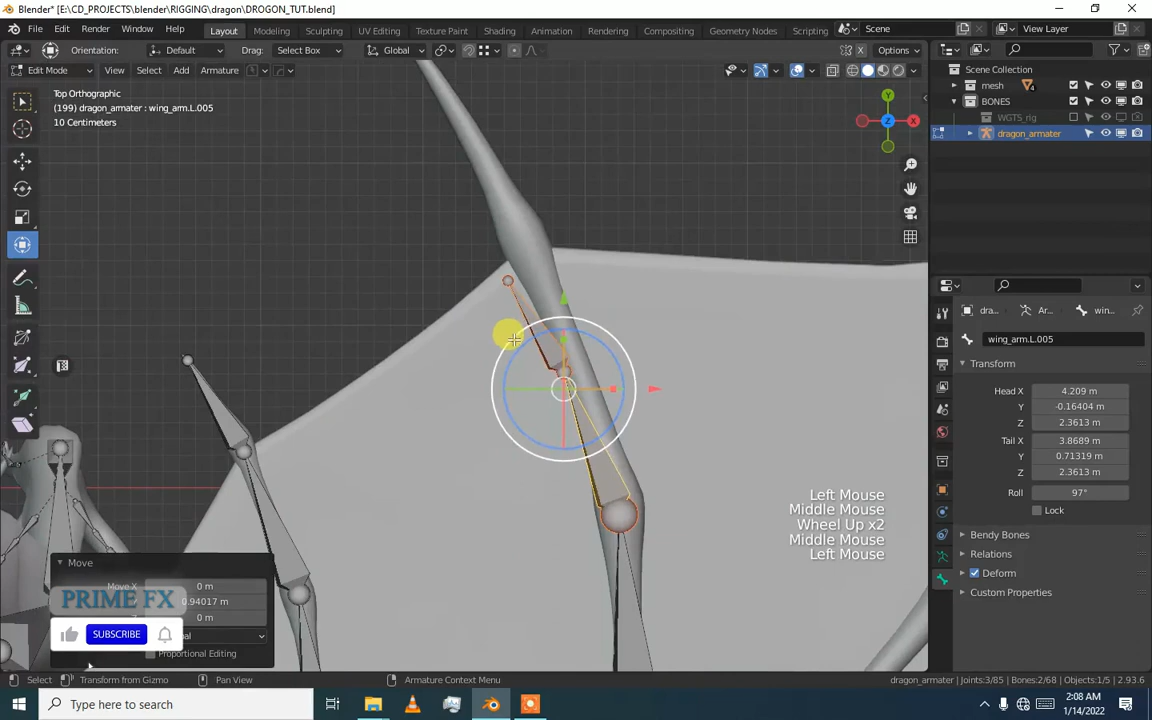 Blender* [E:\CD_PROJECTS\blender\RIGGING\dragon\DROGON_TUT.blend]
File Edit Render Window Help Layout Modeling Sculpting UV Editing Texture Paint Shading Animation Rendering Compositing Geometry Nodes Scripting Scene View Layer
Orientation: Default Drag: Select Box Global Options
Edit Mode View Select Add Armature
Top Orthographic
(199) dragon_armater : wing_arm.L.005
10 Centimeters
Y
Z
X
Scene Collection
mesh
4
BONES
WGTS_rig
dragon_armater
dra... Ar... win...
wing_arm.L.005
Transform
Head X 4.209 m
Y -0.16404 m
Z 2.3613 m
Tail X 3.8689 m
Y 0.71319 m
Z 2.3613 m
Roll 97°
Lock
Bendy Bones
Relations
Deform
Custom Properties
Left Mouse
Middle Mouse
Wheel Up x2
Middle Mouse
Left Mouse
Move
Move X 0 m
0.94017 m
0 m
Proportional Editing
PRIME FX
SUBSCRIBE
Select Transform from Gizmo Pan View Armature Context Menu dragon_armater | Joints:3/85 | Bones:2/68 | Objects:1/5 | 2.93.6
Type here to search
2:08 AM
1/14/2022